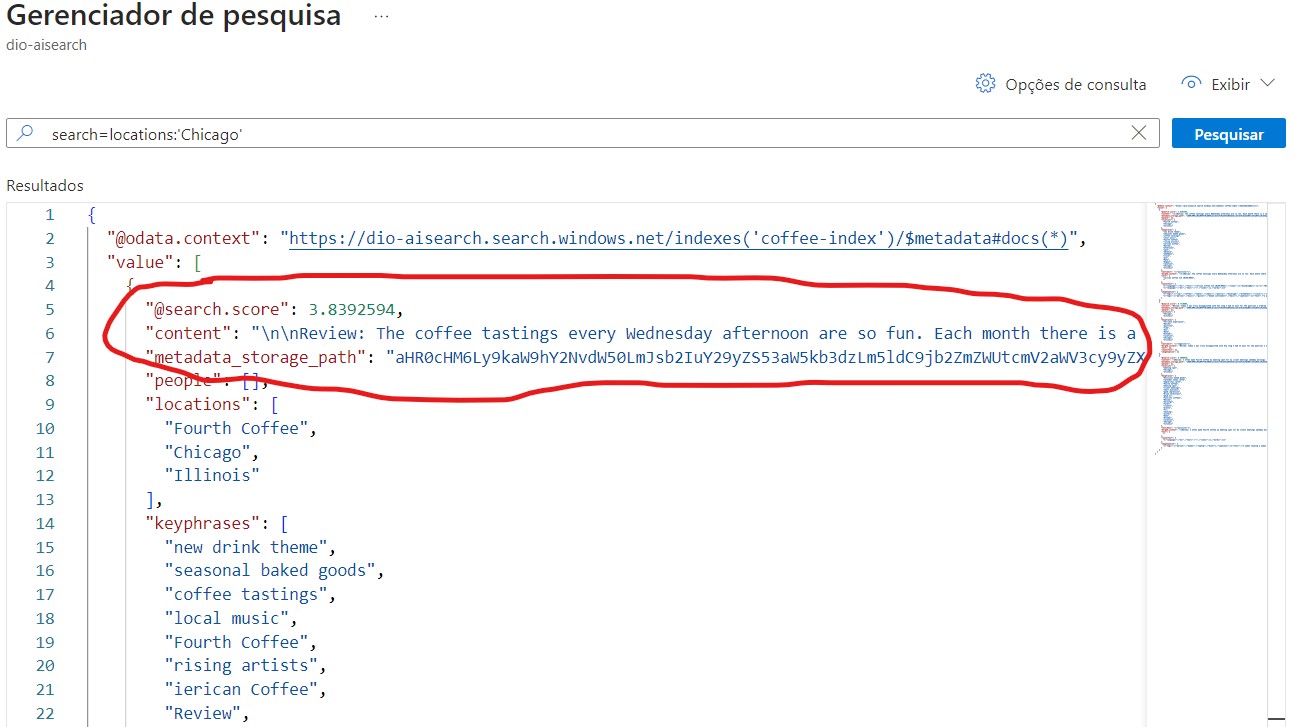 Gerenciador de pesquisa ...
dio-aisearch
Opções de consulta Exibir
search=locations:'Chicago'
Pesquisar
Resultados
1 {
2 "@odata.context": "https://dio-aisearch.search.windows.net/indexes('coffee-index')/$metadata#docs(*)",
3 "value": [
4 {
5 "@search.score": 3.8392594,
6 "content": "\n\nReview: The coffee tastings every Wednesday afternoon are so fun. Each month there is a
7 "metadata_storage_path": "aHR0cHM6Ly9kaW9hY2NvdW50LmJsb2IuY29yZS53aW5kb3dzLm5ldC9jb2ZmZWUtcmV2aWV3cy9yZX
8 "people": [],
9 "locations": [
10 "Fourth Coffee",
11 "Chicago",
12 "Illinois"
13 ],
14 "keyphrases": [
15 "new drink theme",
16 "seasonal baked goods",
17 "coffee tastings",
18 "local music",
19 "Fourth Coffee",
20 "rising artists",
21 "ierican Coffee",
22 "Review",